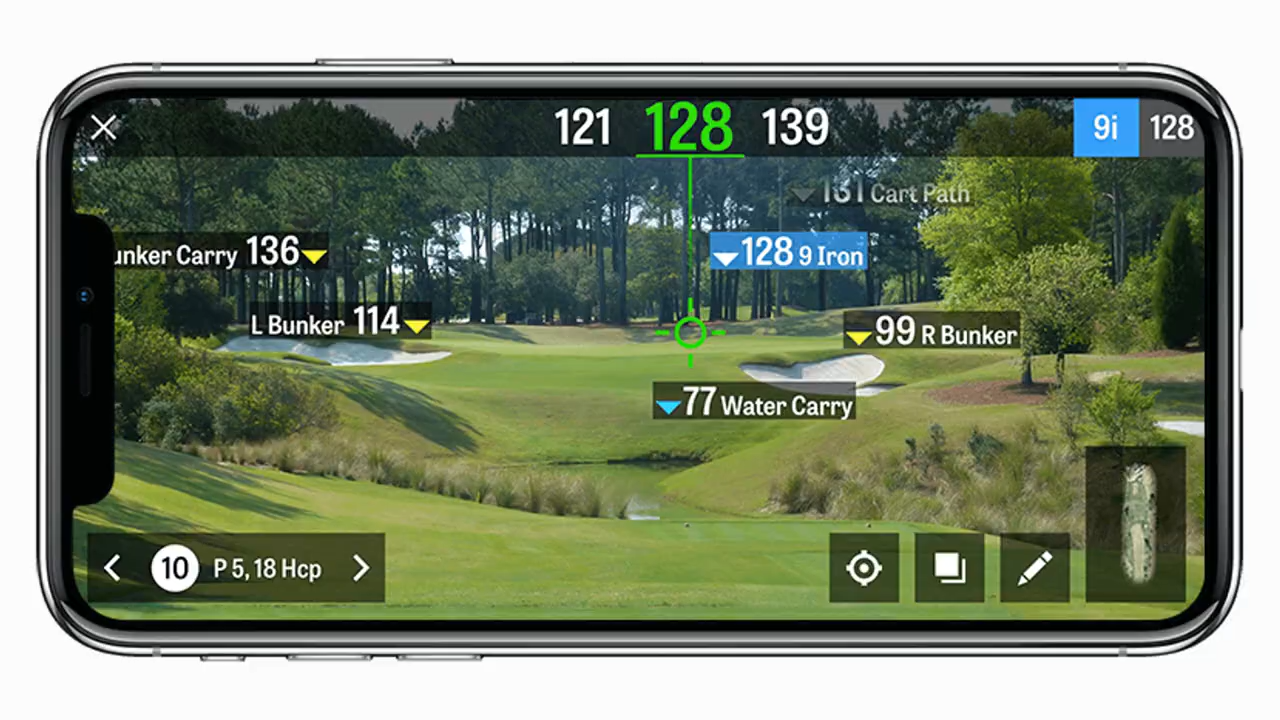 121 128 139
9i 128
131 Cart Path
unker Carry 136
128 9 Iron
L Bunker 114
99 R Bunker
77 Water Carry
10 P 5, 18 Hcp